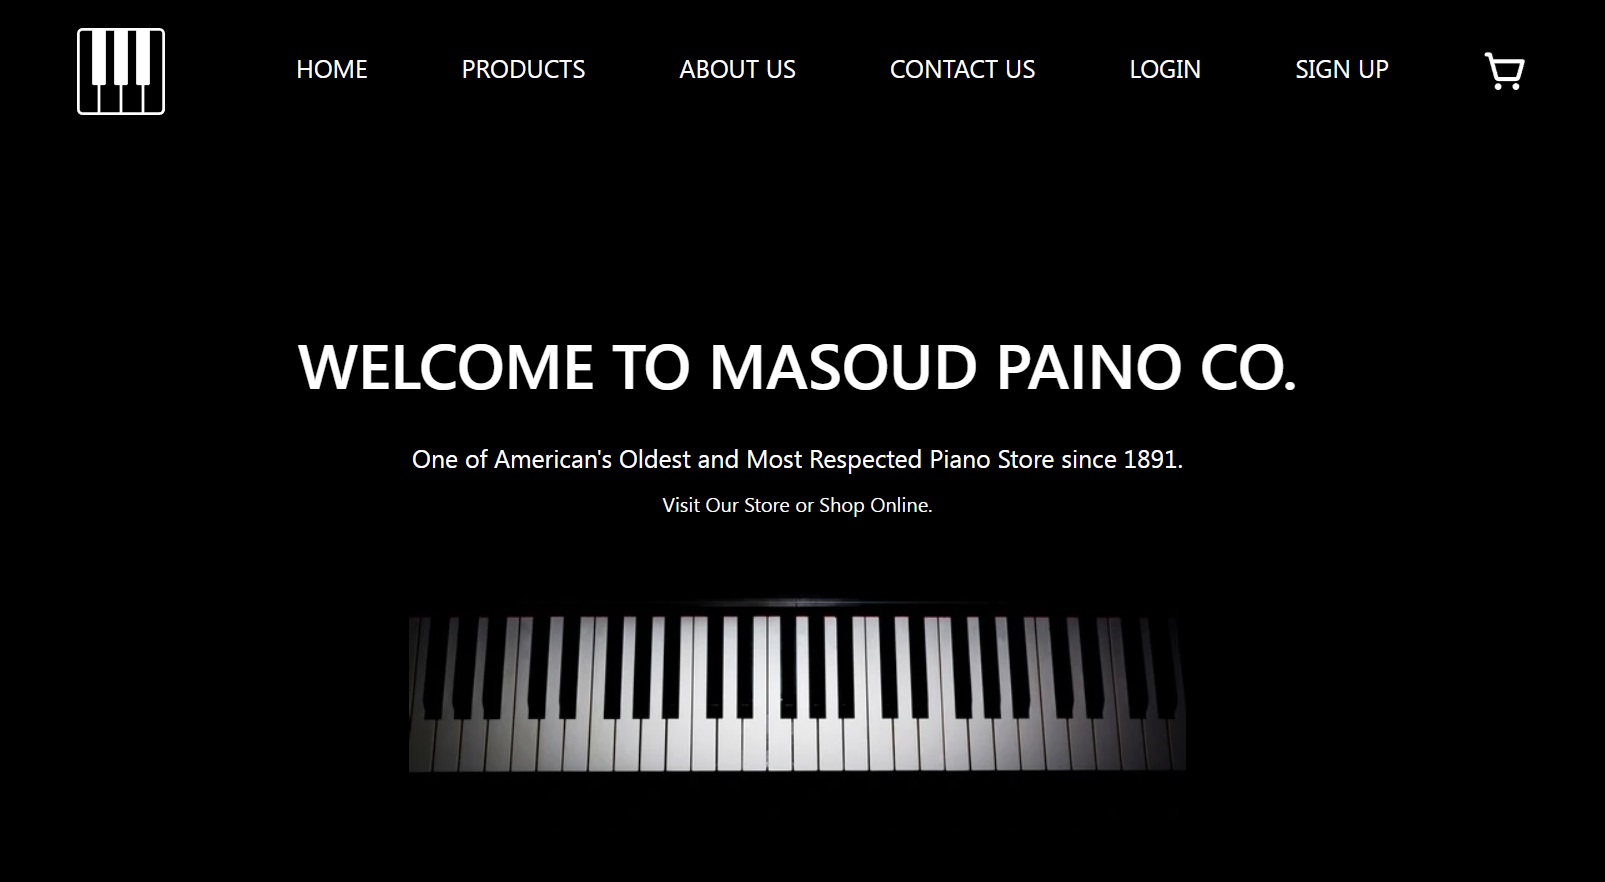 HOME PRODUCTS ABOUT US CONTACT US LOGIN SIGN UP
WELCOME TO MASOUD PAINO CO.
One of American's Oldest and Most Respected Piano Store since 1891.
Visit Our Store or Shop Online.